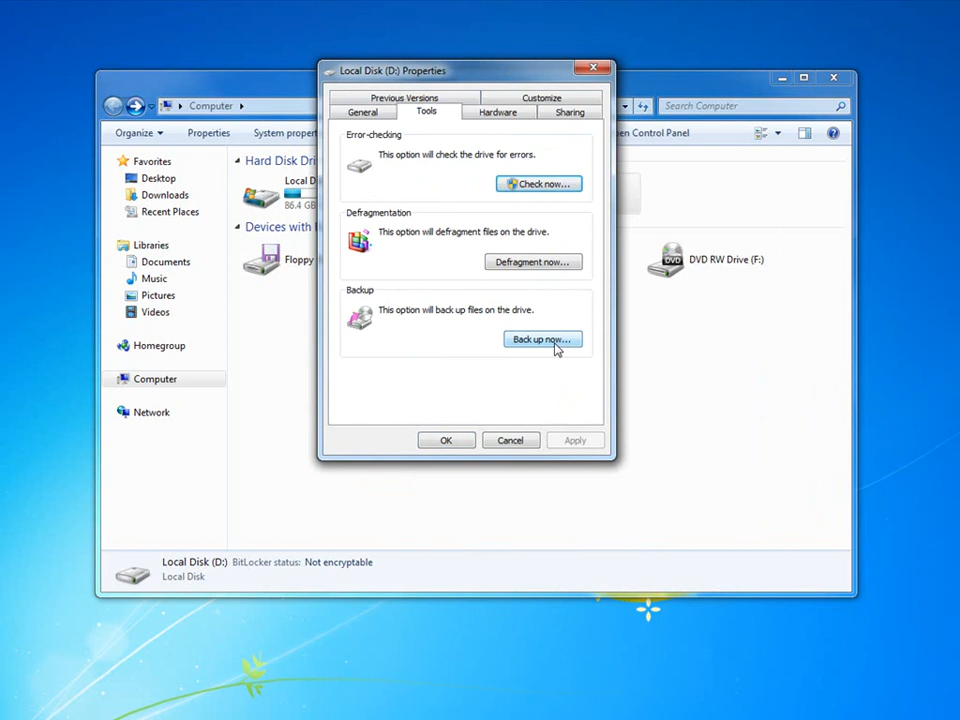 Local Disk (D:) Properties
Computer
Search Computer
Previous Versions
Customize
General
Tools
Hardware
Sharing
Organize
Properties
System propert
en Control Panel
Error-checking
This option will check the drive for errors.
Check now...
Defragmentation
This option will defragment files on the drive.
Defragment now...
Backup
This option will back up files on the drive.
Back up now...
OK
Cancel
Apply
Favorites
Desktop
Downloads
Recent Places
Libraries
Documents
Music
Pictures
Videos
Homegroup
Computer
Network
Hard Disk Dri
Local D
86.4 G
Devices with
Floppy
DVD
DVD RW Drive (F:)
Local Disk (D:) BitLocker status: Not encryptable
Local Disk